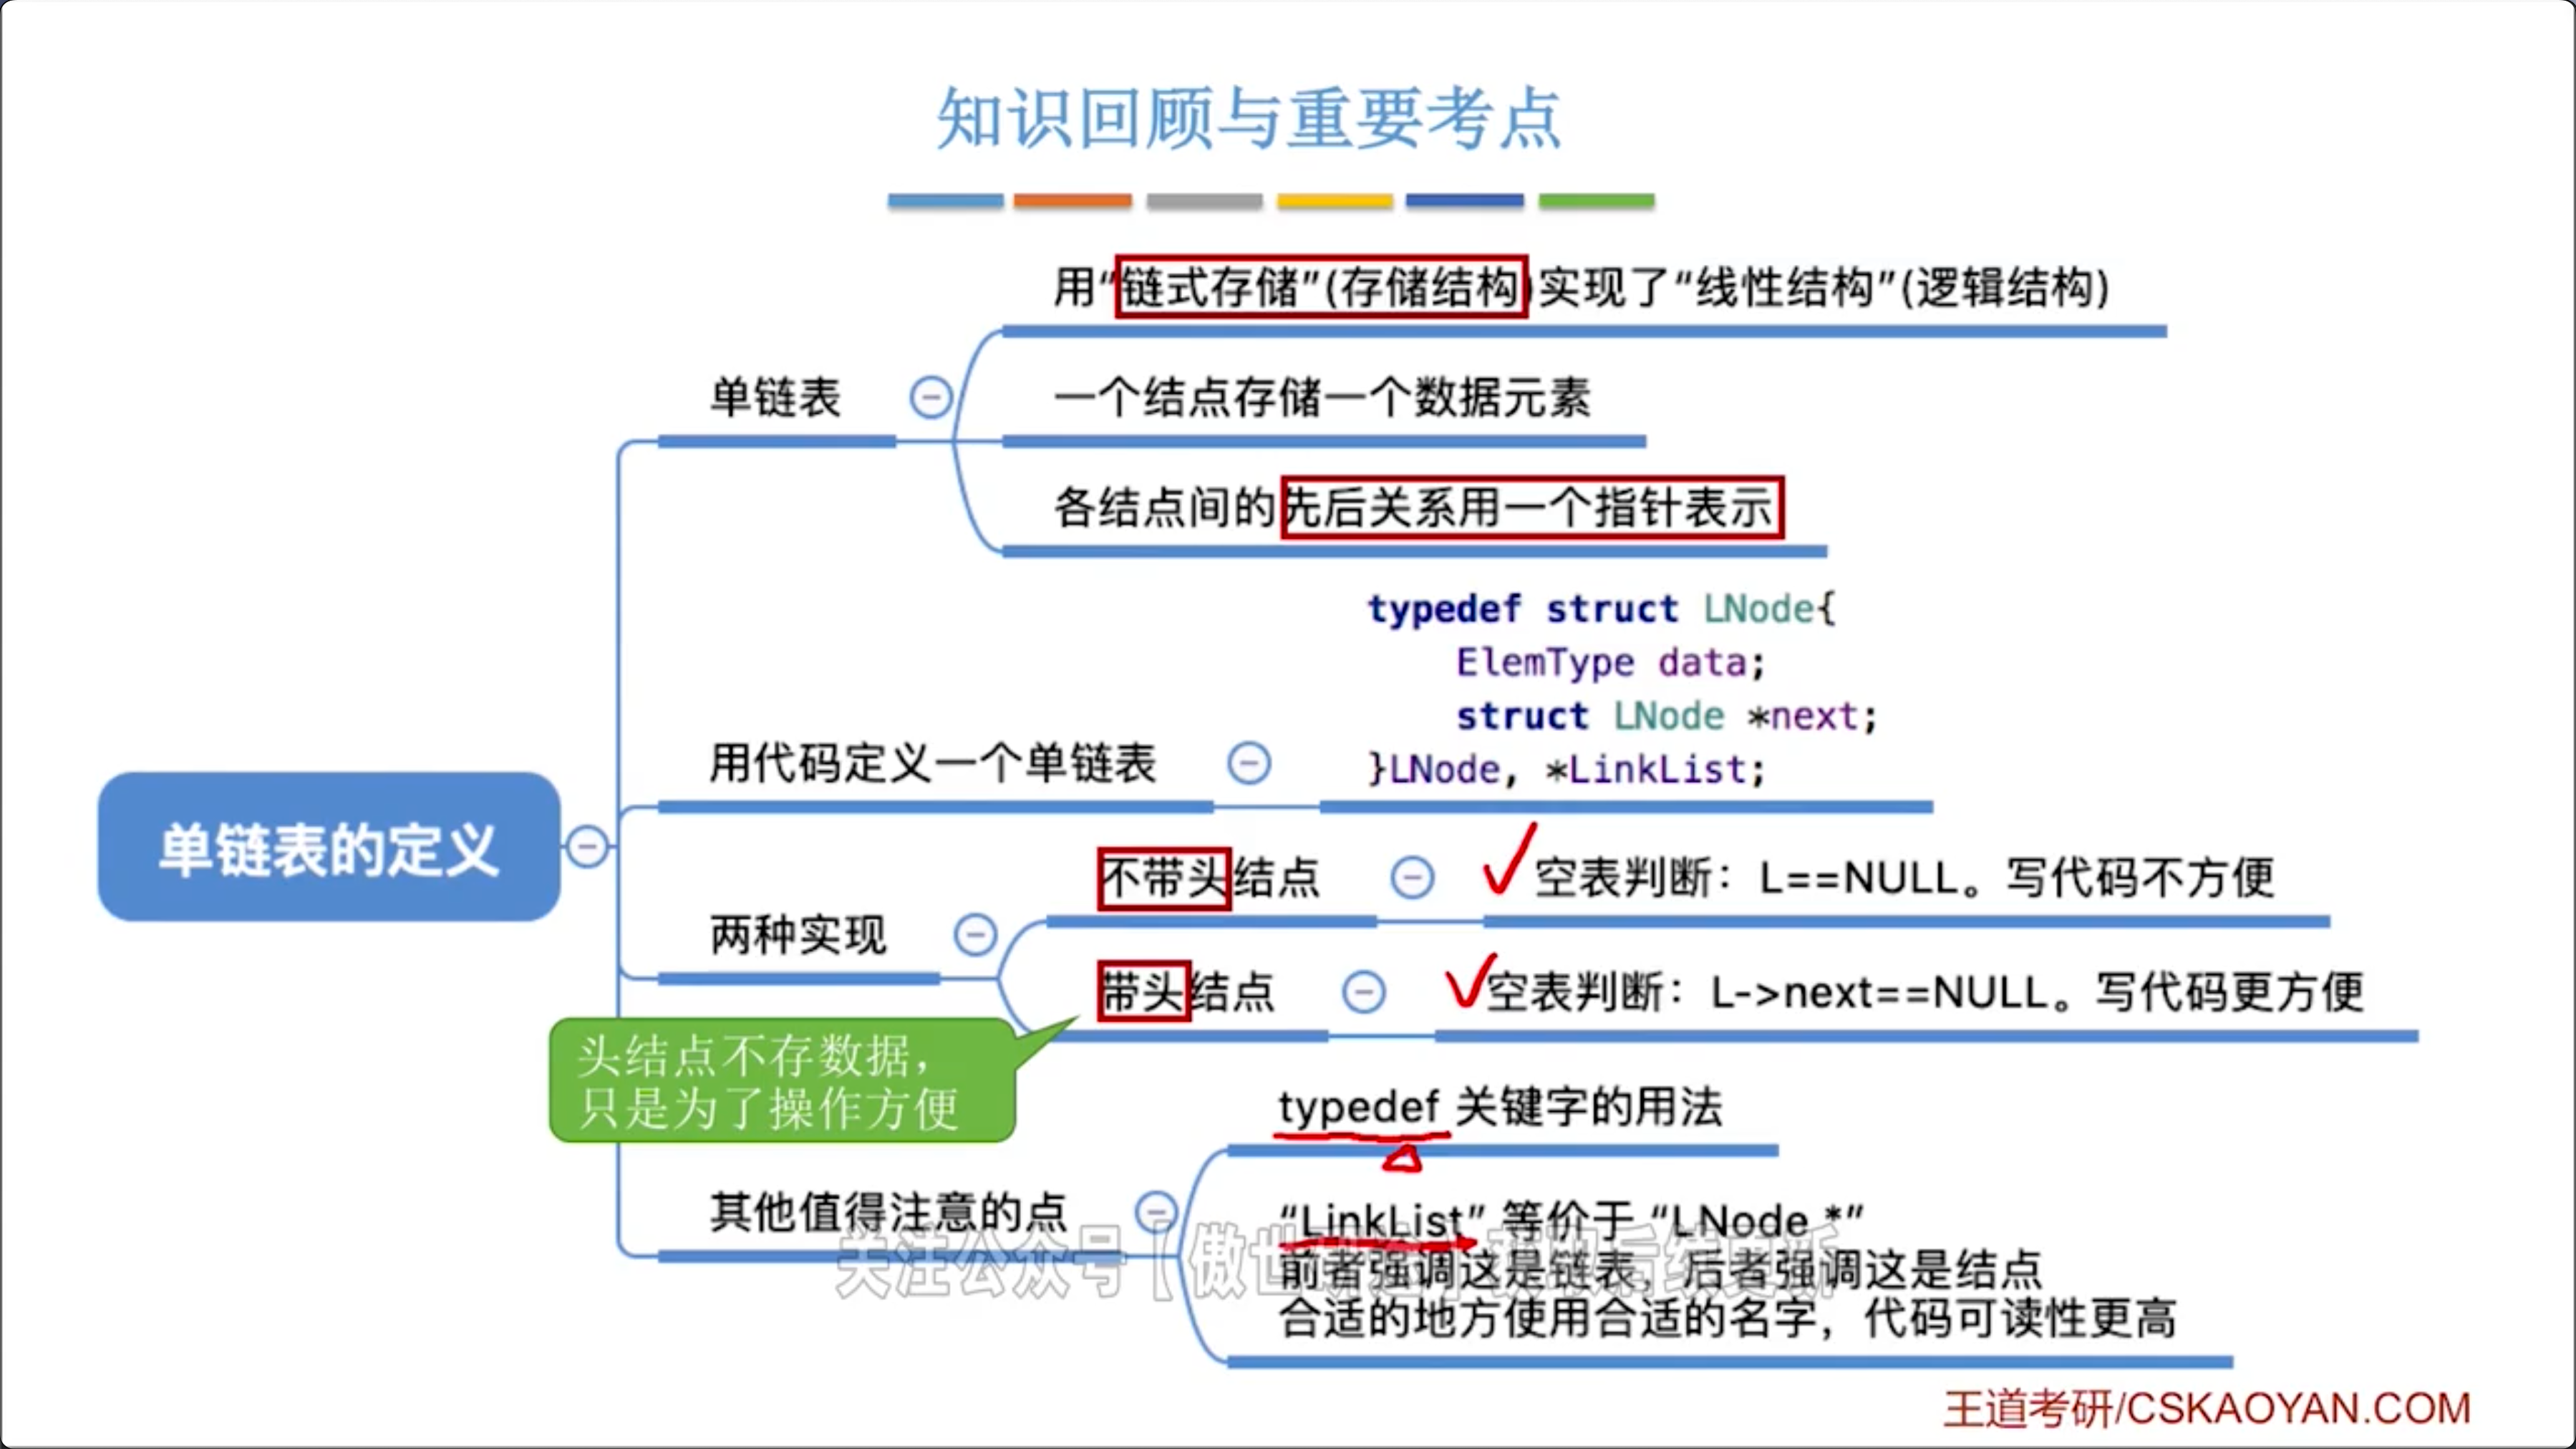 知识回顾与重要考点
用“链式存储”(存储结构)实现了“线性结构”(逻辑结构)
单链表
一个结点存储一个数据元素
各结点间的先后关系用一个指针表示
typedef struct LNode{
ElemType data;
struct LNode *next;
}LNode, *LinkList;
用代码定义一个单链表
单链表的定义
不带头结点
空表判断：L==NULL。写代码不方便
两种实现
带头结点
空表判断：L->next==NULL。写代码更方便
头结点不存数据，
只是为了操作方便
typedef 关键字的用法
其他值得注意的点
“LinkList” 等价于 “LNode *”
前者强调这是链表，后者强调这是结点
合适的地方使用合适的名字，代码可读性更高
关注公众号【傲世
后续更新
王道考研/CSKAOYAN.COM